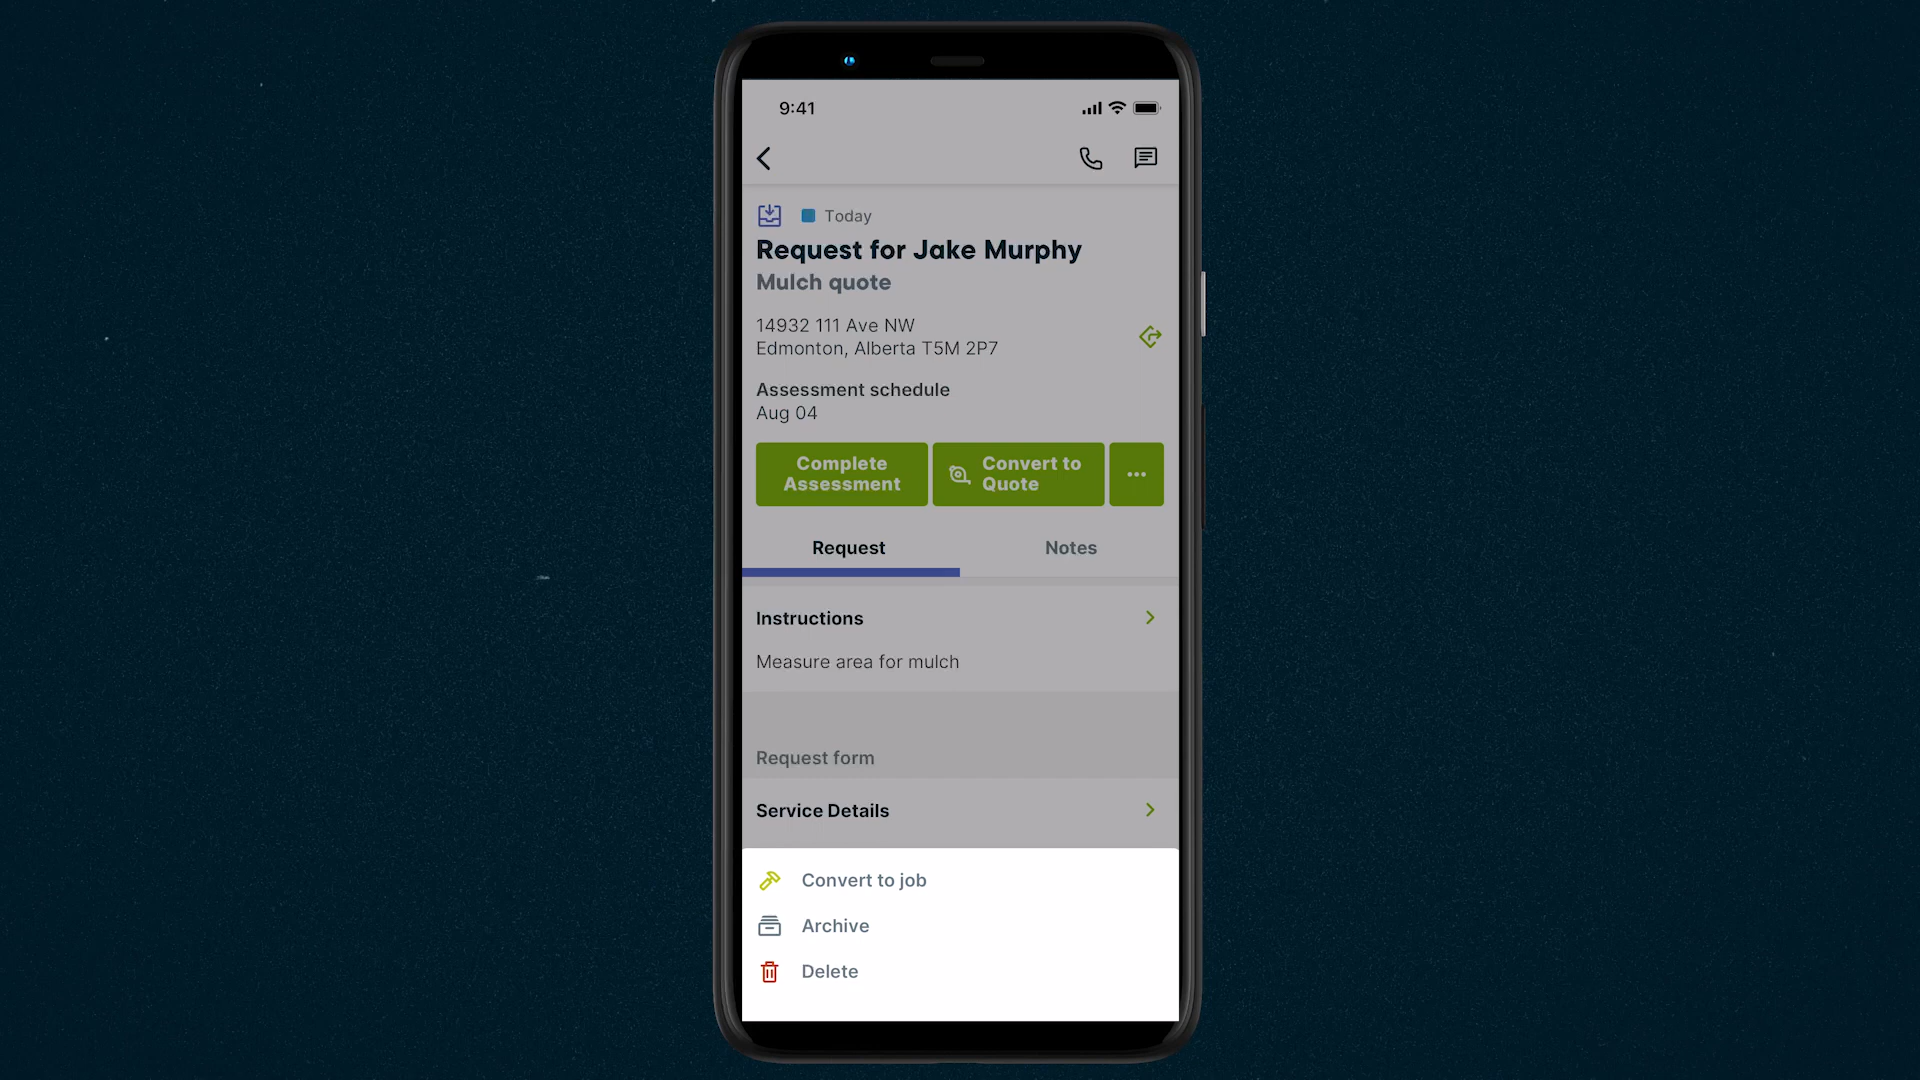 9:41
Today
Request for Jake Murphy
Mulch quote
14932 111 Ave NW
Edmonton, Alberta T5M 2P7
Assessment schedule
Aug 04
Complete
Assessment
Convert to
Quote
Request
Notes
Instructions
Measure area for mulch
Request form
Service Details
Convert to job
Archive
Delete